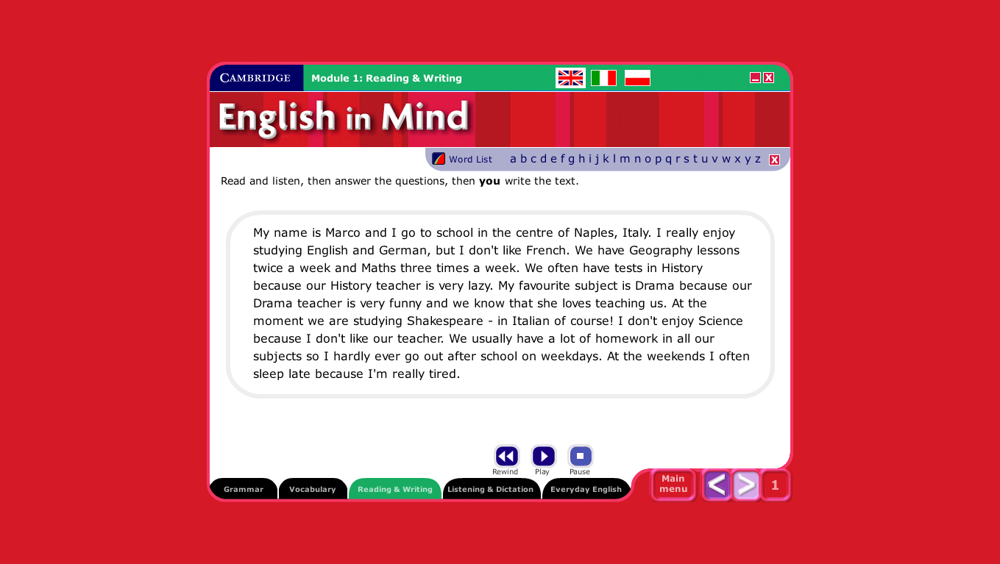 CAMBRIDGE
Module 1: Reading & Writing
X
English in Mind
Word List a b c d e f g h i j k l m n o p q r s t u v w x y z X
Read and listen, then answer the questions, then you write the text.
My name is Marco and I go to school in the centre of Naples, Italy. I really enjoy
studying English and German, but I don't like French. We have Geography lessons
twice a week and Maths three times a week. We often have tests in History
because our History teacher is very lazy. My favourite subject is Drama because our
Drama teacher is very funny and we know that she loves teaching us. At the
moment we are studying Shakespeare - in Italian of course! I don't enjoy Science
because I don't like our teacher. We usually have a lot of homework in all our
subjects so I hardly ever go out after school on weekdays. At the weekends I often
sleep late because I'm really tired.
Rewind Play Pause
Grammar Vocabulary Reading & Writing Listening & Dictation Everyday English
Main
menu
< > 1